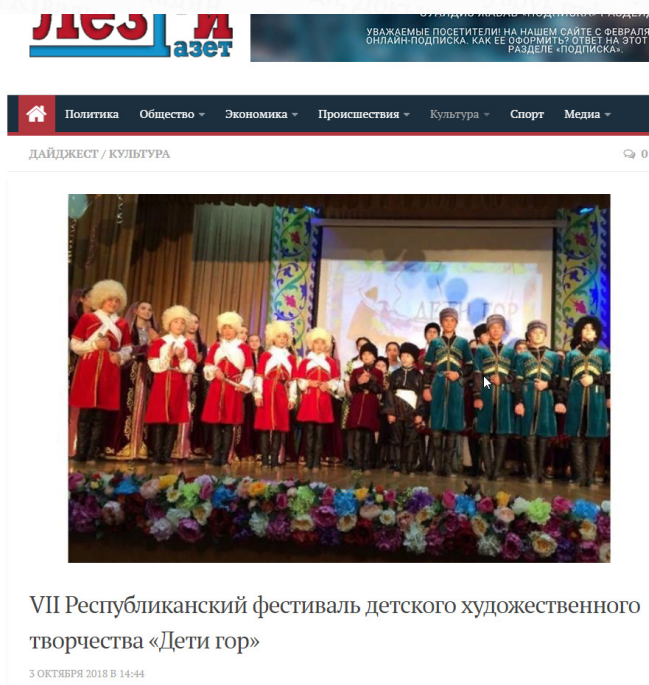 Лезги
азет
УВАЖАЕМЫЕ ПОСЕТИТЕЛИ! НА НАШЕМ САЙТЕ С ФЕВРАЛЯ
ОНЛАЙН-ПОДПИСКА. КАК ЕЕ ОФОРМИТЬ? ОТВЕТ НА ЭТОТ
РАЗДЕЛЕ «ПОДПИСКА».
Политика Общество Экономика Происшествия Культура Спорт Медиа
ДАЙДЖЕСТ / КУЛЬТУРА 0
ДЕТИ ГОР
VII Республиканский фестиваль детского художественного
творчества «Дети гор»
3 ОКТЯБРЯ 2018 В 14:44